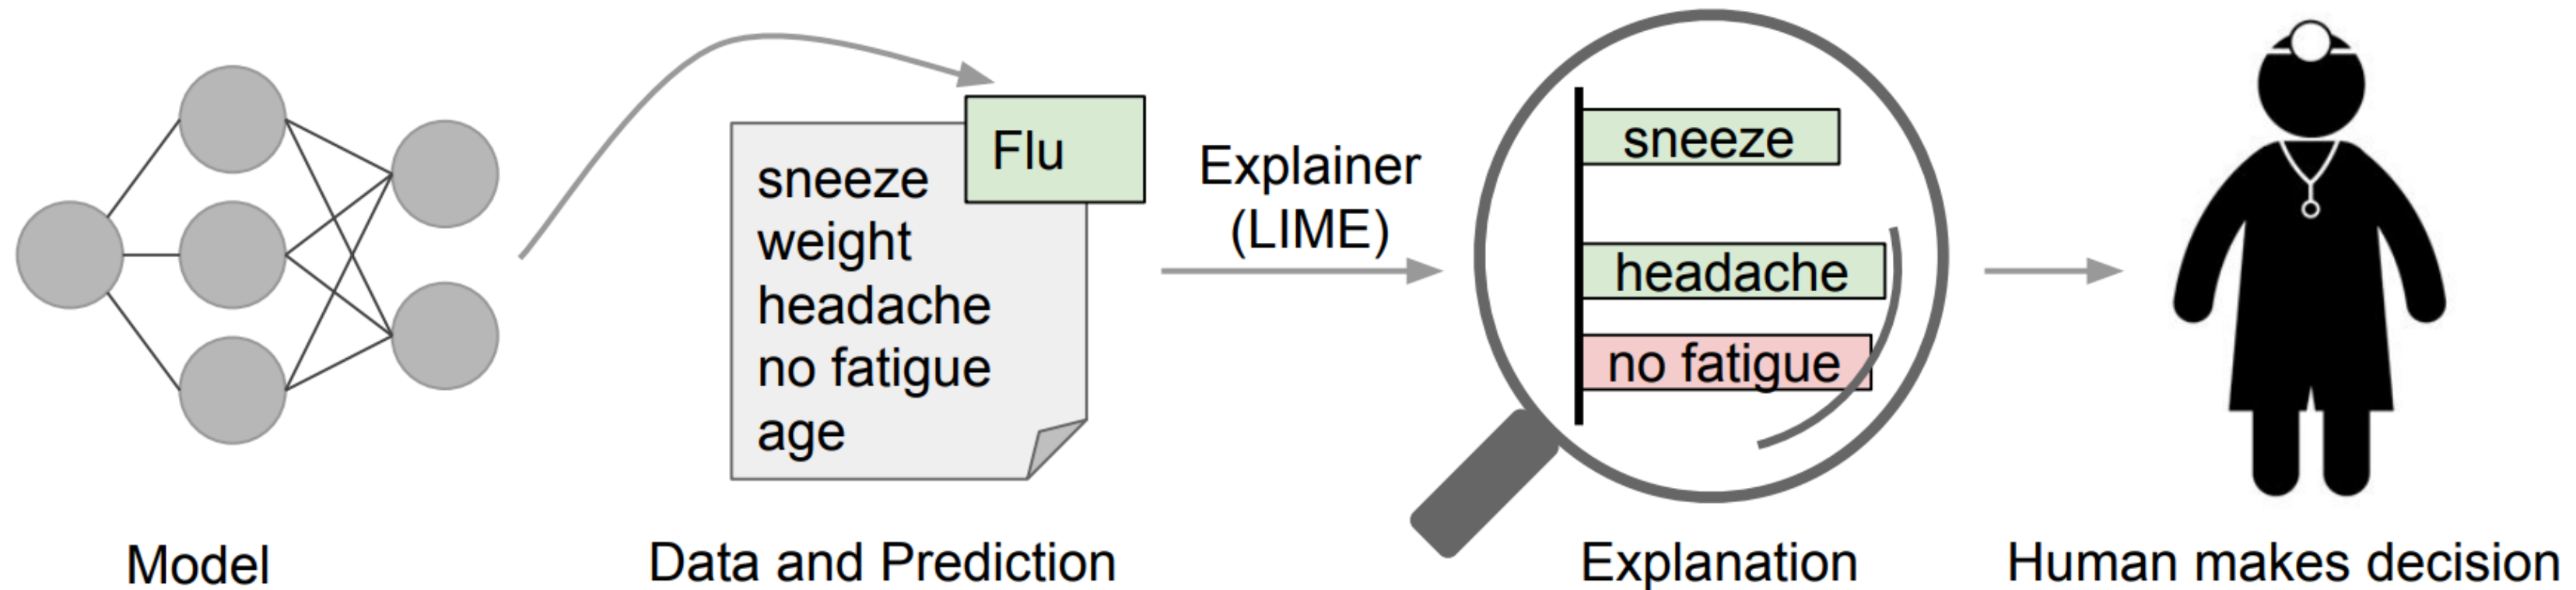 Flu
sneeze
weight
headache
no fatigue
age
Explainer
(LIME)
sneeze
headache
no fatigue
Model
Data and Prediction
Explanation
Human makes decision